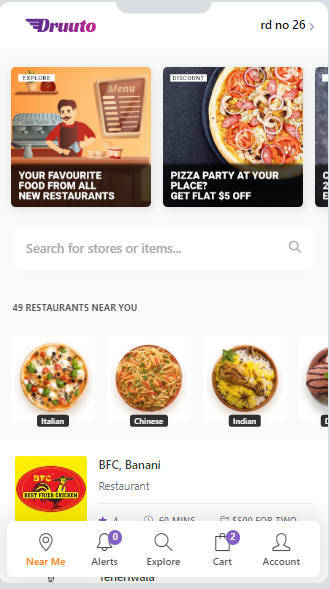 Druuto
rd no 26
EXPLORE
Menu
YOUR FAVOURITE
FOOD FROM ALL
NEW RESTAURANTS
DISCOUNT
PIZZA PARTY AT YOUR
PLACE?
GET FLAT $5 OFF
Search for stores or items...
49 RESTAURANTS NEAR YOU
Italian
Chinese
Indian
BFC
BEST FRIED CHICKEN
BFC, Banani
Restaurant
4
60 MINS
$500 FOR TWO
0
2
Near Me
Alerts
Explore
Cart
Account